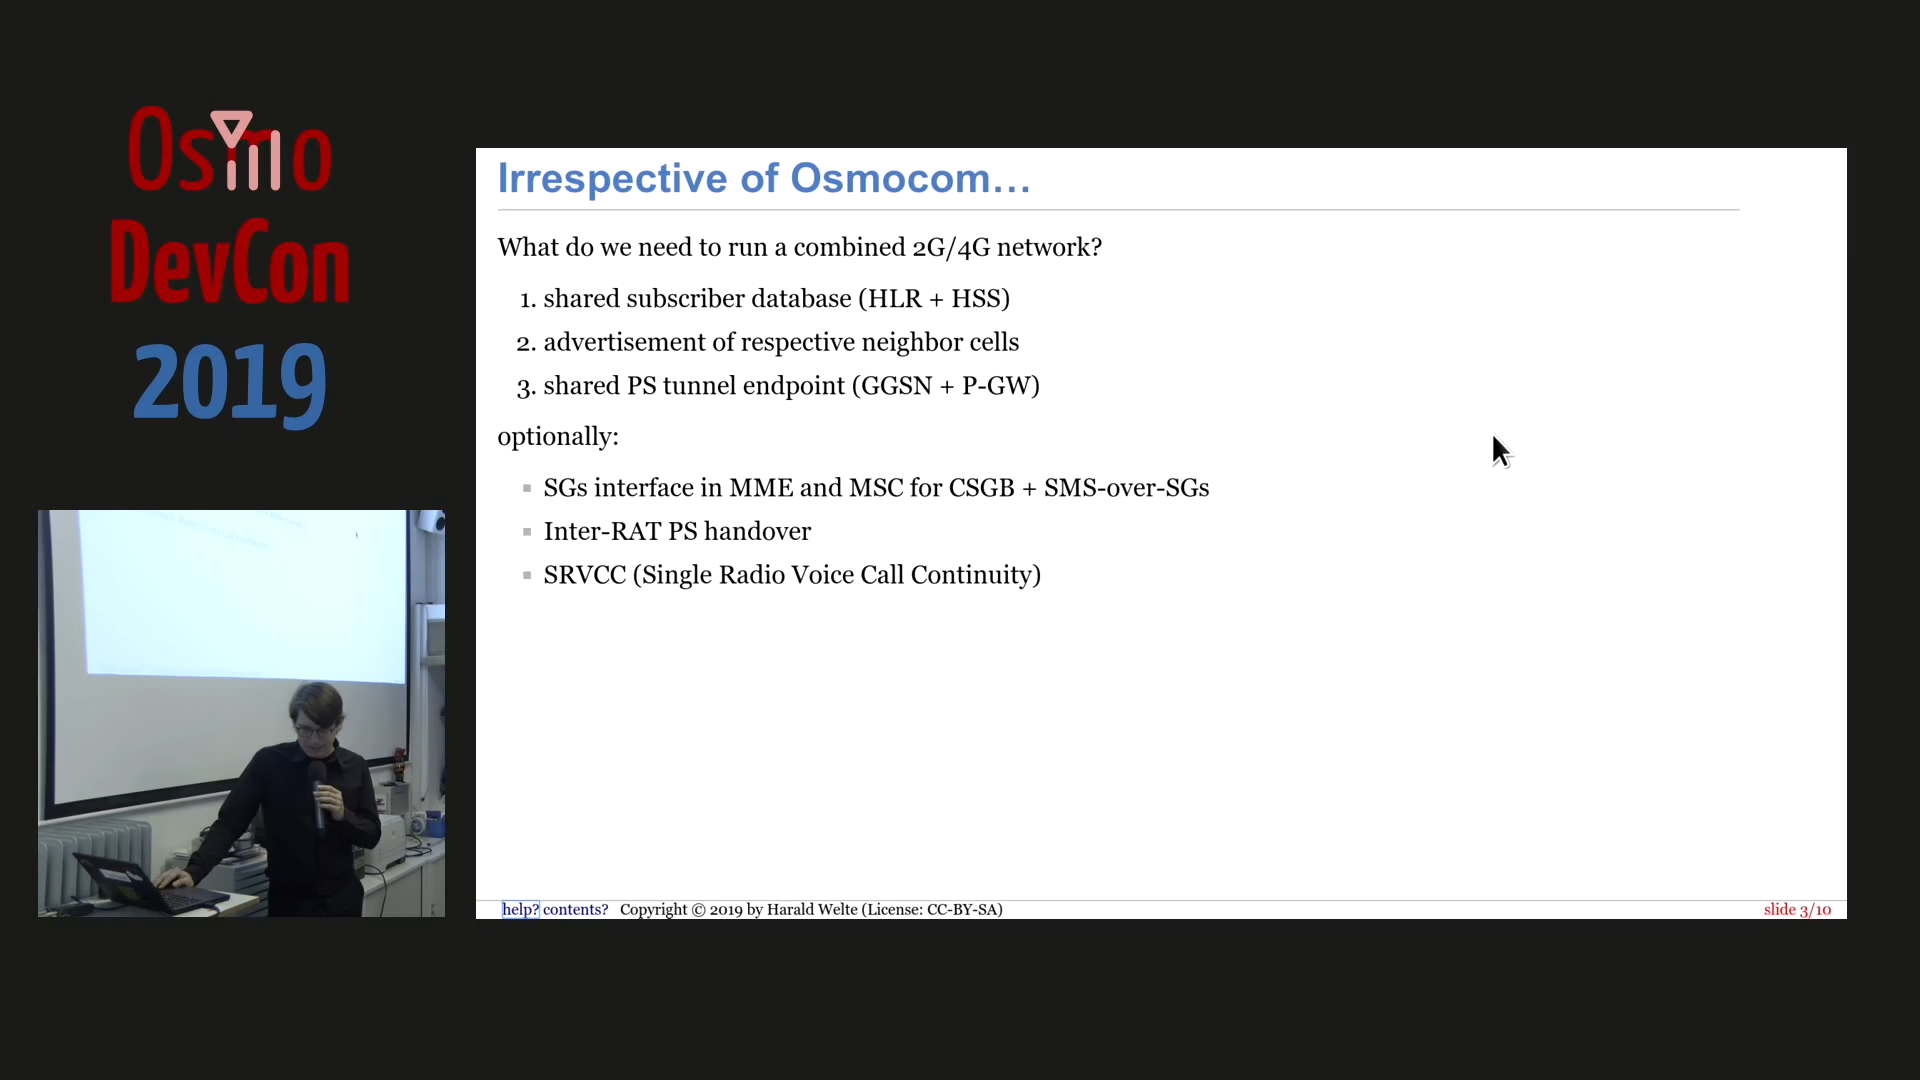 Osmo
DevCon
2019
Irrespective of Osmocom…
What do we need to run a combined 2G/4G network?
1. shared subscriber database (HLR + HSS)
2. advertisement of respective neighbor cells
3. shared PS tunnel endpoint (GGSN + P-GW)
optionally:
SGs interface in MME and MSC for CSGB + SMS-over-SGs
Inter-RAT PS handover
SRVCC (Single Radio Voice Call Continuity)
help? contents? Copyright © 2019 by Harald Welte (License: CC-BY-SA)
slide 3/10